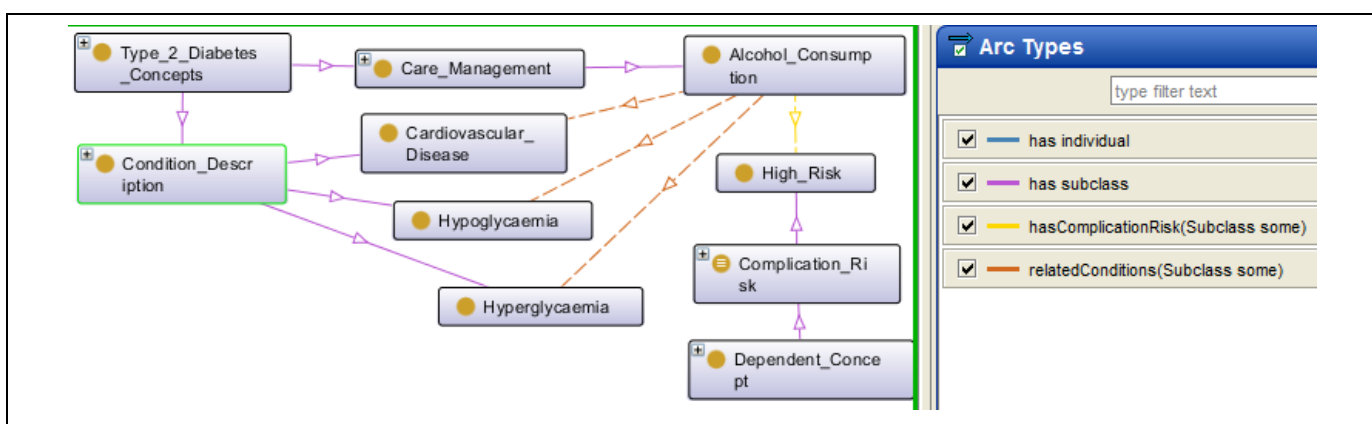 Type_2_Diabetes
_Concepts
Care_Management
Alcohol_Consump
tion
Cardiovascular_
Disease
Condition_Descr
iption
High_Risk
Hypoglycaemia
Complication_Ri
sk
Hyperglycaemia
Dependent_Conce
pt
Arc Types
type filter text
has individual
has subclass
hasComplicationRisk(Subclass some)
relatedConditions(Subclass some)